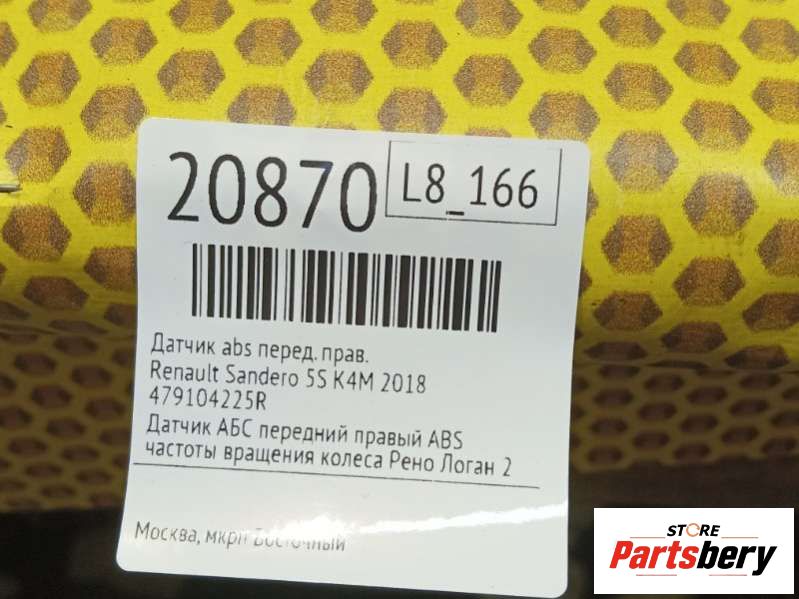 20870
L8_166
Датчик abs перед. прав.
Renault Sandero 5S K4M 2018
479104225R
Датчик АБС передний правый ABS
частоты вращения колеса Рено Логан 2
Москва, мкрн Восточный
STORE
Partsbery